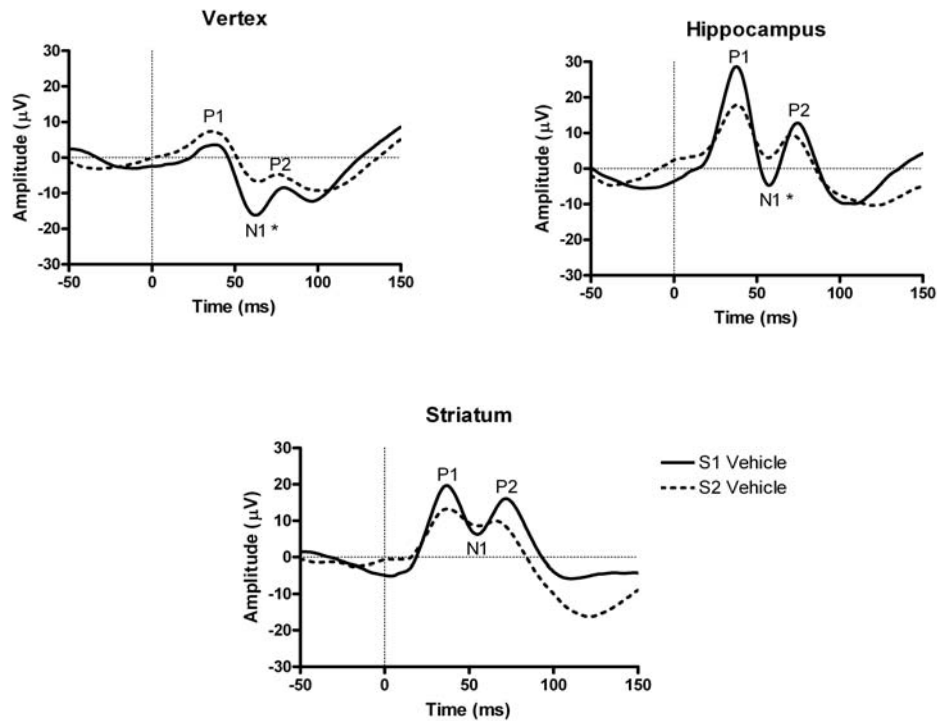 Vertex
30
20
10
0
-10
-20
-30
Amplitude (μV)
P1
P2
N1 *
-50
0
50
100
150
Time (ms)
Hippocampus
30
20
10
0
-10
-20
-30
Amplitude (μV)
P1
P2
N1 *
-50
0
50
100
150
Time (ms)
Striatum
30
20
10
0
-10
-20
-30
Amplitude (μV)
P1
P2
N1
-50
0
50
100
150
Time (ms)
S1 Vehicle
S2 Vehicle